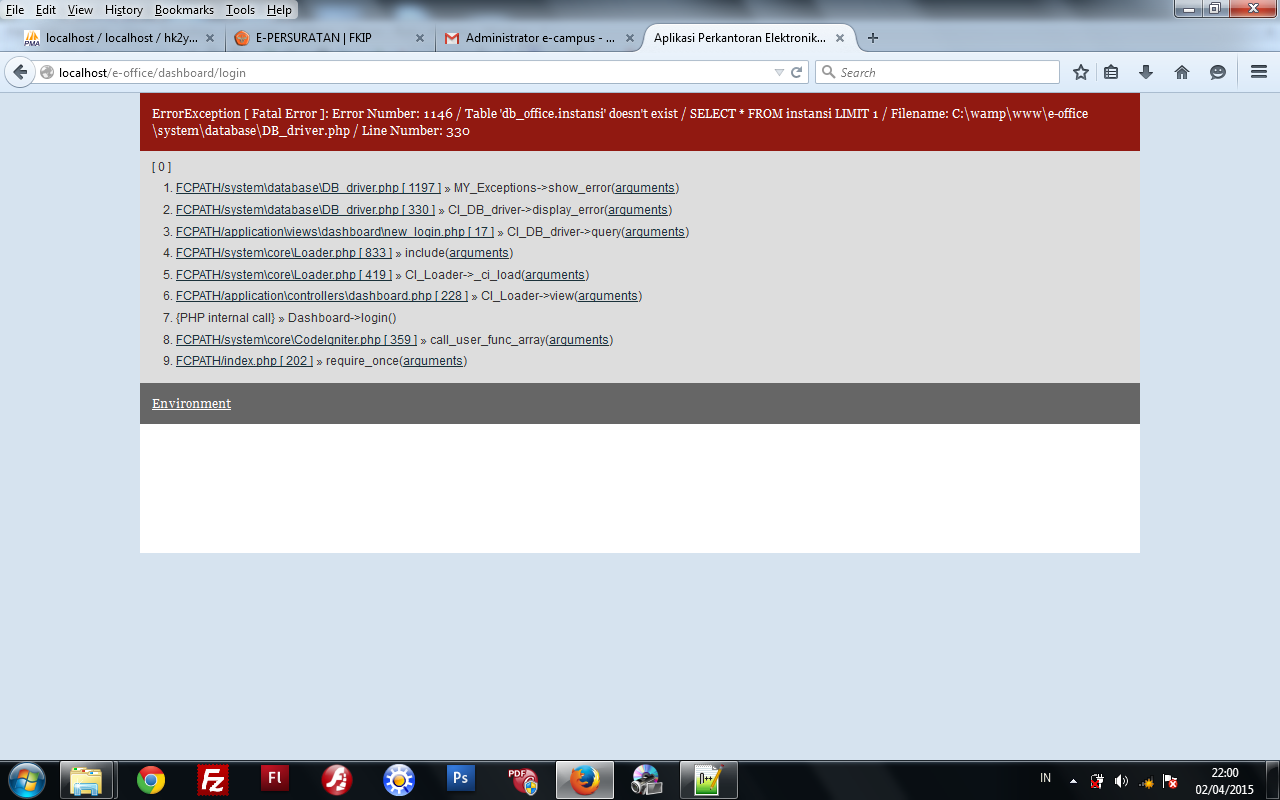 File Edit View History Bookmarks Tools Help
PMA localhost / localhost / hk2y... E-PERSURATAN | FKIP Administrator e-campus - ... Aplikasi Perkantoran Elektronik...
localhost/e-office/dashboard/login Search
ErrorException [ Fatal Error ]: Error Number: 1146 / Table 'db_office.instansi' doesn't exist / SELECT * FROM instansi LIMIT 1 / Filename: C:\wamp\www\e-office
\system\database\DB_driver.php / Line Number: 330
[ 0 ]
1. FCPATH/system\database\DB_driver.php [ 1197 ] » MY_Exceptions->show_error(arguments)
2. FCPATH/system\database\DB_driver.php [ 330 ] » CI_DB_driver->display_error(arguments)
3. FCPATH/application\views\dashboard\new_login.php [ 17 ] » CI_DB_driver->query(arguments)
4. FCPATH/system\core\Loader.php [ 833 ] » include(arguments)
5. FCPATH/system\core\Loader.php [ 419 ] » CI_Loader->_ci_load(arguments)
6. FCPATH/application\controllers\dashboard.php [ 228 ] » CI_Loader->view(arguments)
7. {PHP internal call} » Dashboard->login()
8. FCPATH/system\core\CodeIgniter.php [ 359 ] » call_user_func_array(arguments)
9. FCPATH/index.php [ 202 ] » require_once(arguments)
Environment
Fz Fl Ps PDF IN 22:00
02/04/2015